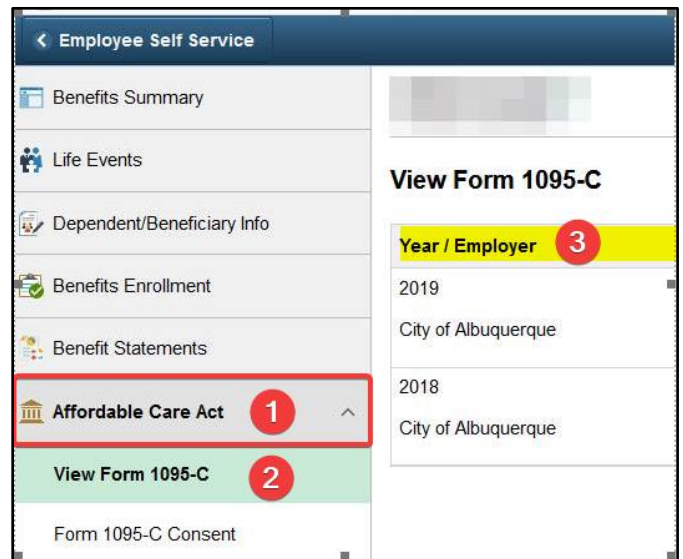 Employee Self Service
Benefits Summary
Life Events
Dependent/Beneficiary Info
Benefits Enrollment
Benefit Statements
Affordable Care Act 1
View Form 1095-C 2
Form 1095-C Consent
View Form 1095-C
Year / Employer 3
2019
City of Albuquerque
2018
City of Albuquerque